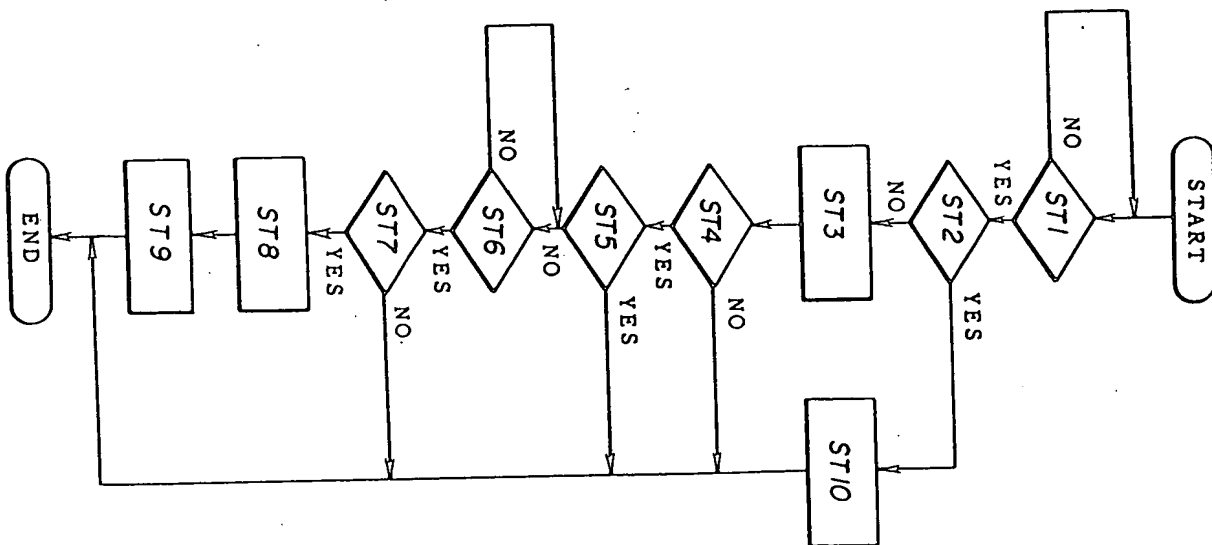 START
ST1
NO
YES
ST2
YES
NO
ST3
ST4
NO
YES
ST5
YES
NO
ST6
NO
YES
ST7
NO
YES
ST8
ST9
ST10
END